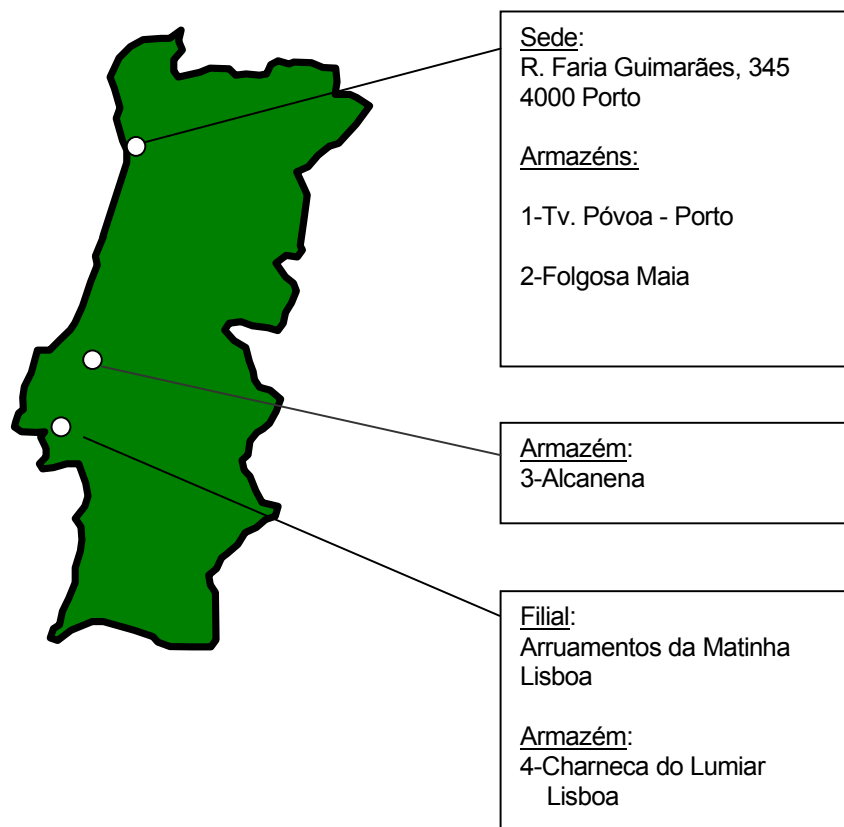 Sede:
R. Faria Guimarães, 345
4000 Porto
Armazéns:
1-Tv. Póvoa - Porto
2-Folgosa Maia
Armazém:
3-Alcanena
Filial:
Arruamentos da Matinha
Lisboa
Armazém:
4-Charneca do Lumiar
Lisboa